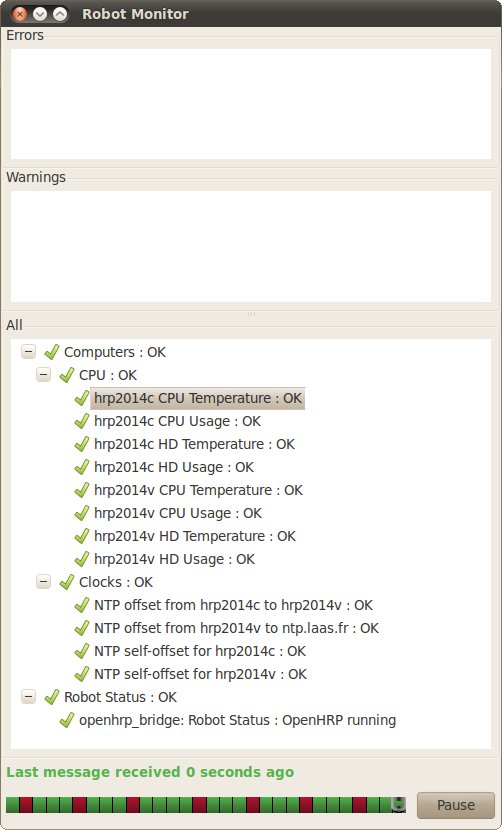 Robot Monitor
Errors
Warnings
All
Computers : OK
CPU : OK
hrp2014c CPU Temperature : OK
hrp2014c CPU Usage : OK
hrp2014c HD Temperature : OK
hrp2014c HD Usage : OK
hrp2014v CPU Temperature : OK
hrp2014v CPU Usage : OK
hrp2014v HD Temperature : OK
hrp2014v HD Usage : OK
Clocks : OK
NTP offset from hrp2014c to hrp2014v : OK
NTP offset from hrp2014v to ntp.laas.fr : OK
NTP self-offset for hrp2014c : OK
NTP self-offset for hrp2014v : OK
Robot Status : OK
openhrp_bridge: Robot Status : OpenHRP running
Last message received 0 seconds ago
Pause